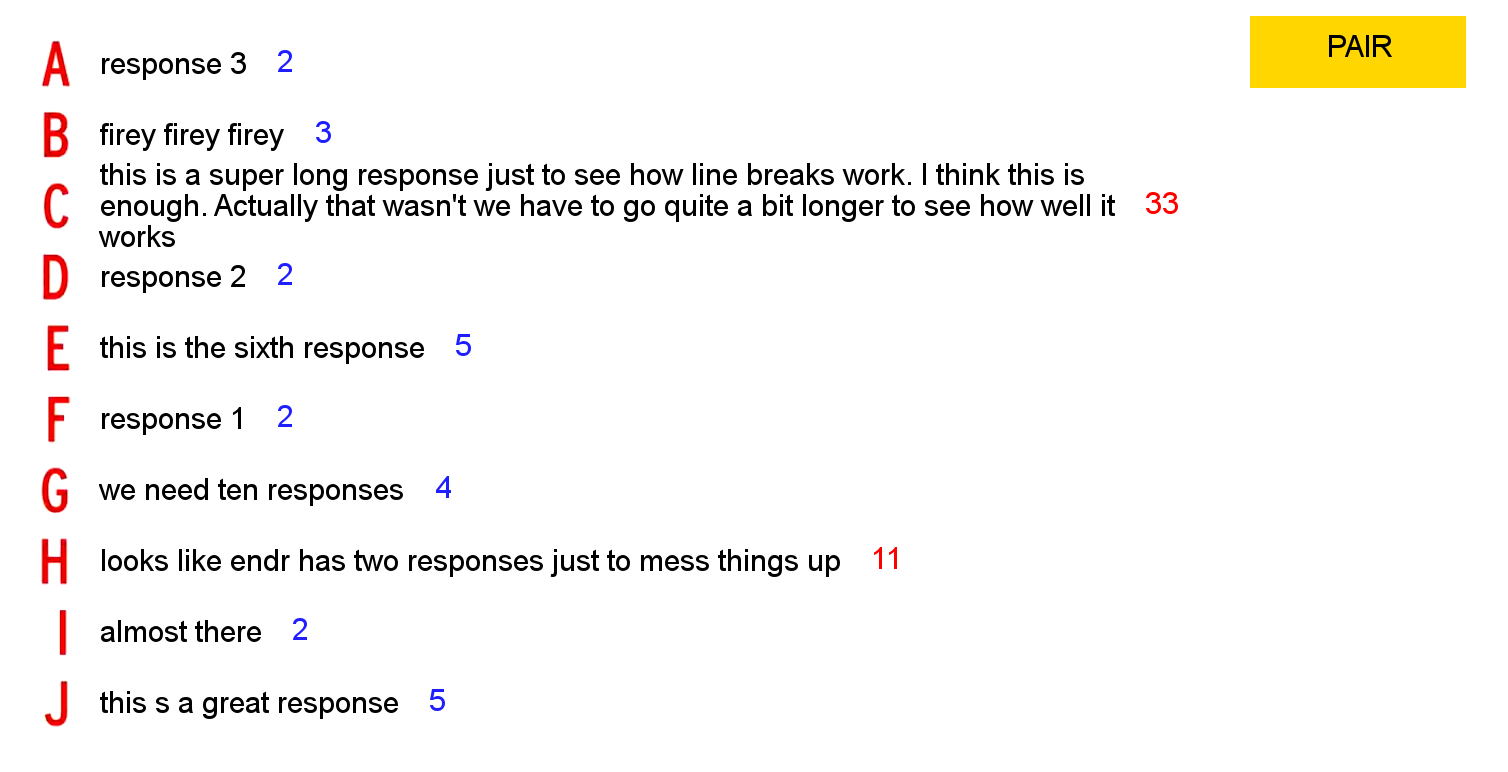 PAIR
A response 3 2
B firey firey firey 3
this is a super long response just to see how line breaks work. I think this is
C enough. Actually that wasn't we have to go quite a bit longer to see how well it 33
works
D response 2 2
E this is the sixth response 5
F response 1 2
G we need ten responses 4
H looks like endr has two responses just to mess things up 11
I almost there 2
J this s a great response 5